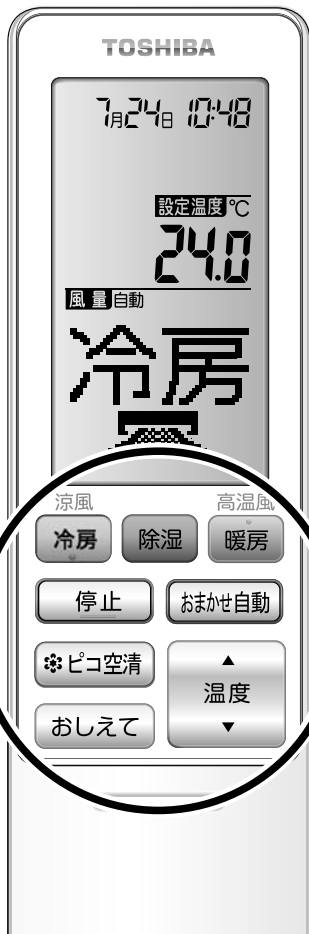 TOSHIBA
7月24日 10:48
設定温度 ℃
24.0
風量 自動
冷房
涼風 高温風
冷房 除湿 暖房
停止 おまかせ自動
ピコ空清
温度
おしえて